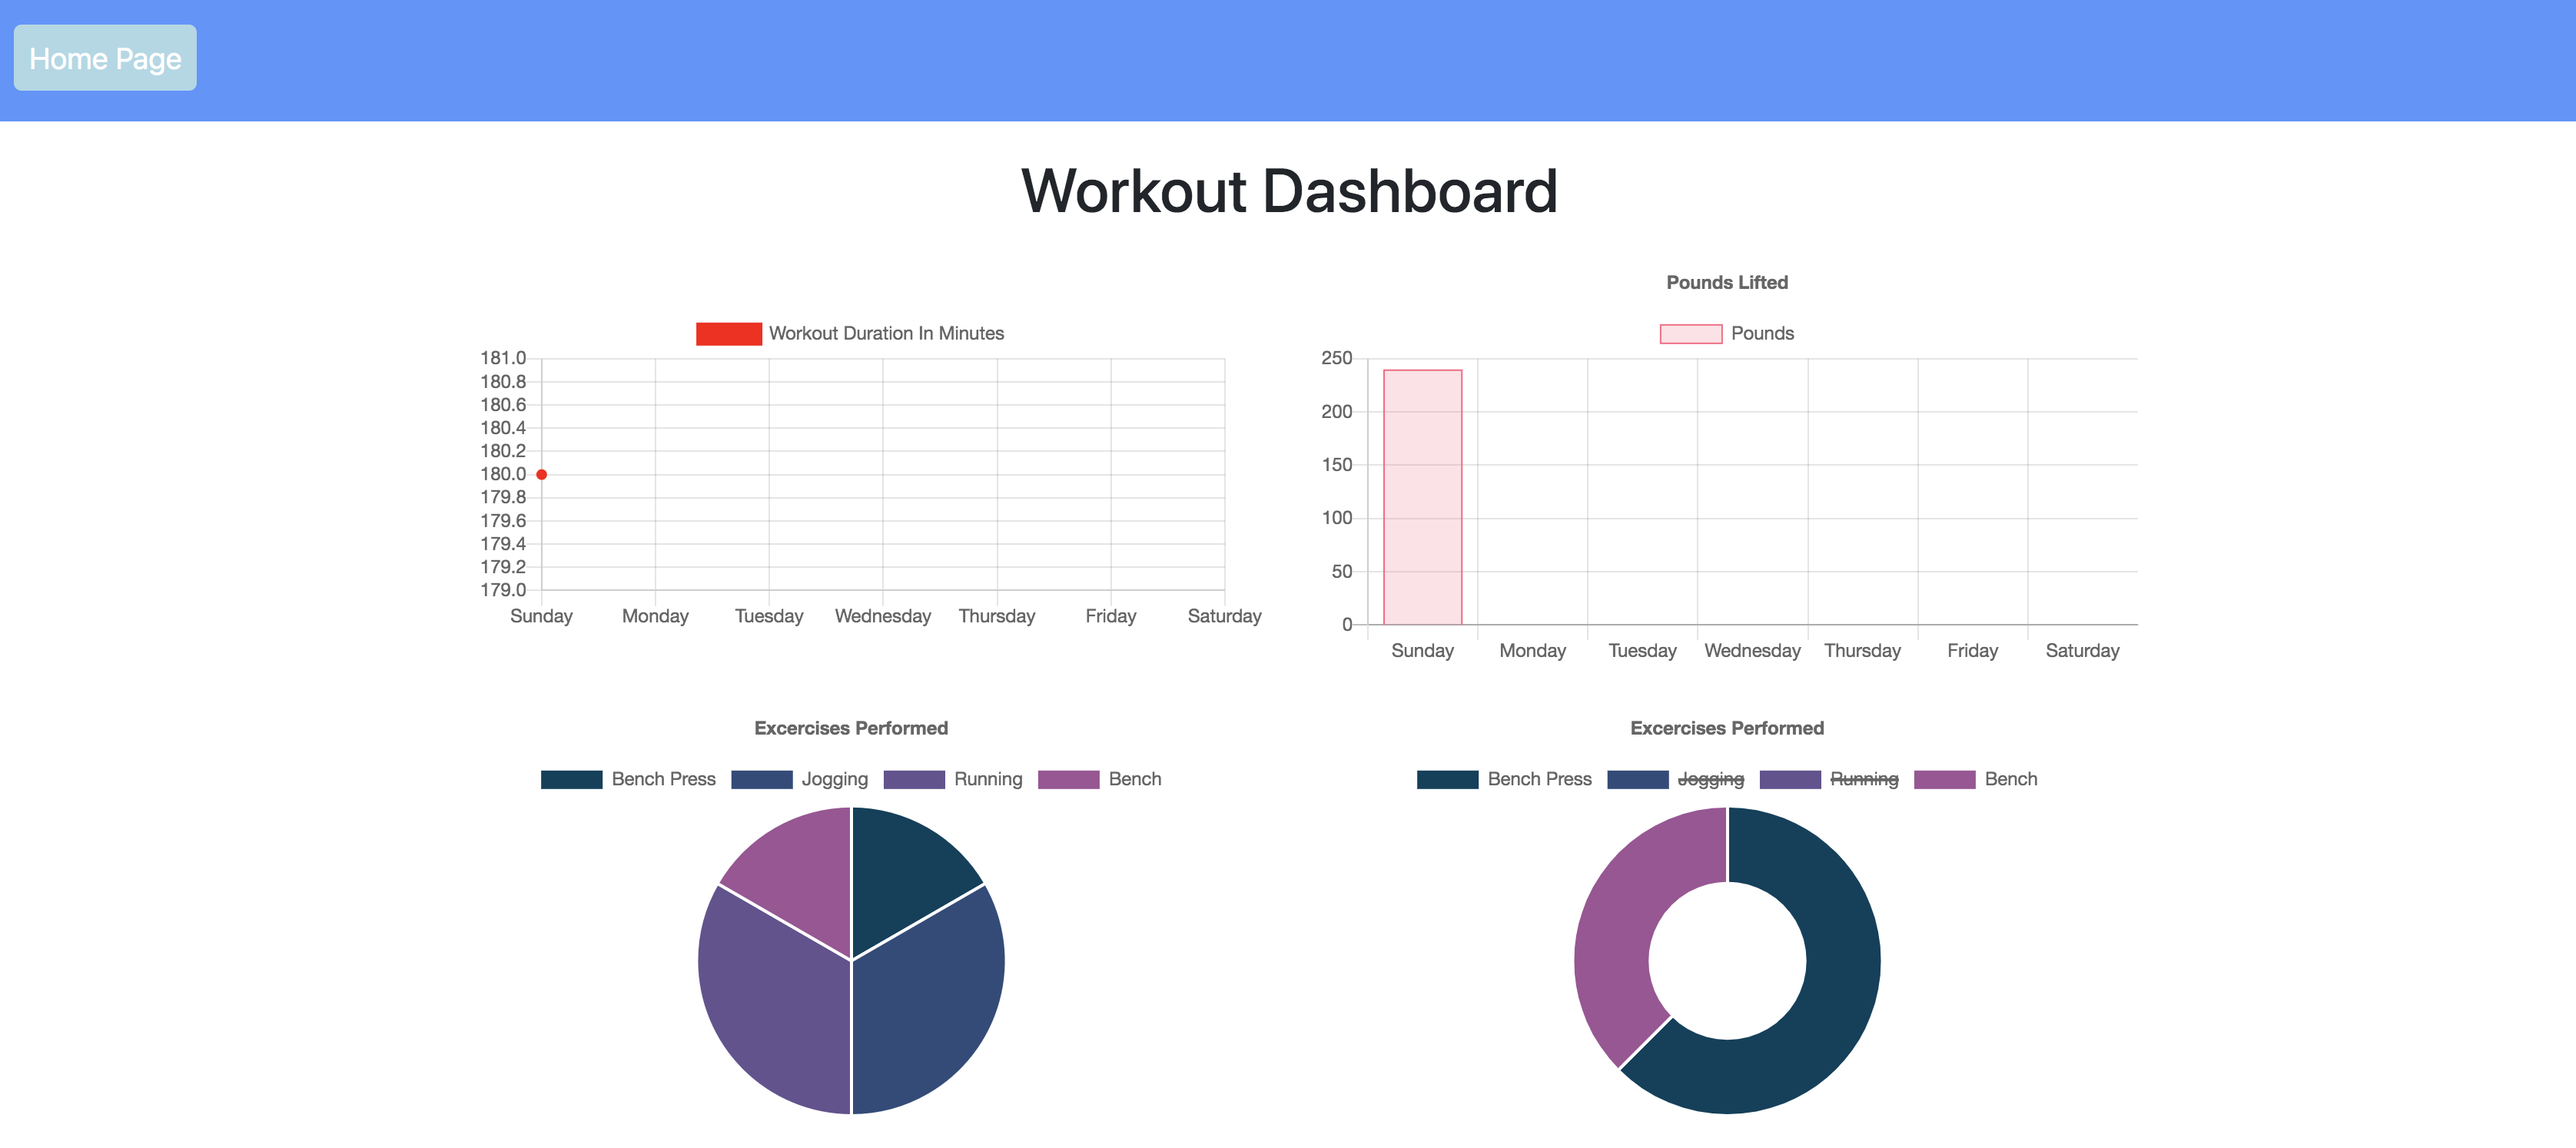 Home Page
Workout Dashboard
Workout Duration In Minutes
181.0
180.8
180.6
180.4
180.2
180.0
179.8
179.6
179.4
179.2
179.0
Sunday Monday Tuesday Wednesday Thursday Friday Saturday
Pounds Lifted
Pounds
250
200
150
100
50
0
Sunday Monday Tuesday Wednesday Thursday Friday Saturday
Excercises Performed
Bench Press Jogging Running Bench
Excercises Performed
Bench Press Jogging Running Bench